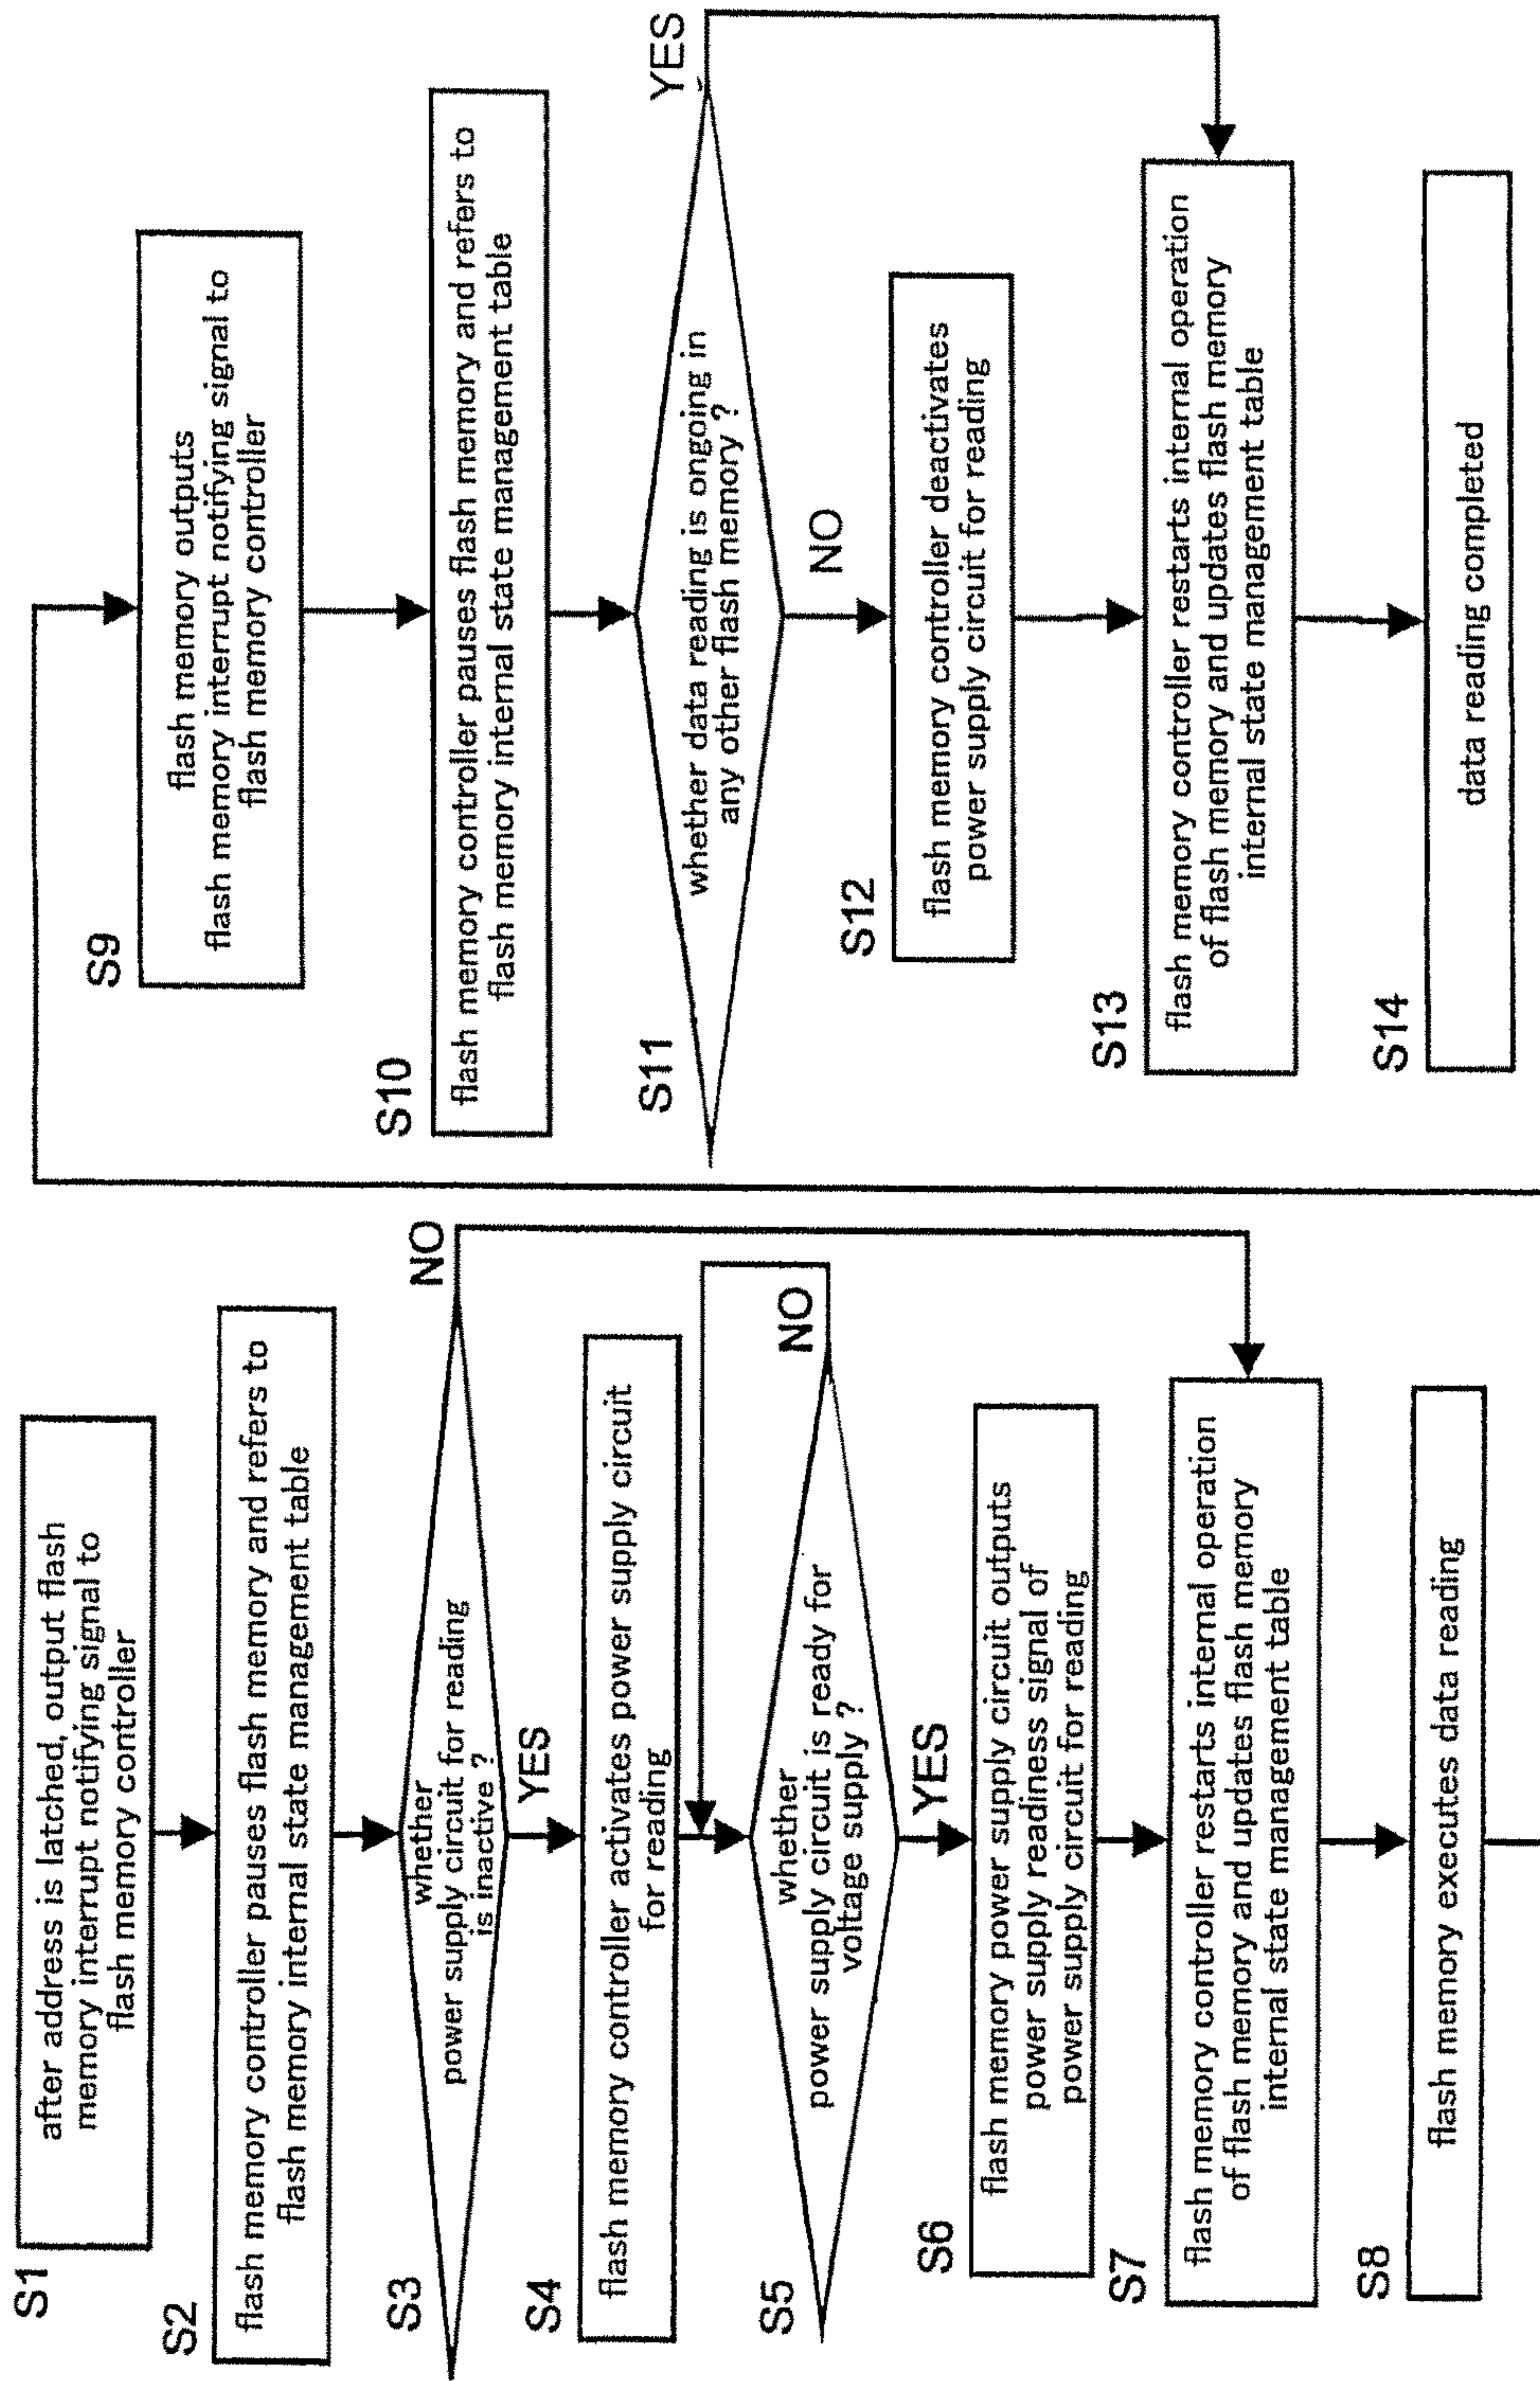 S1
after address is latched, output flash
memory interrupt notifying signal to
flash memory controller
S2
flash memory controller pauses flash memory and refers to
flash memory internal state management table
S3
whether
power supply circuit for reading
is inactive ?
NO
YES
S4
flash memory controller activates power supply circuit
for reading
S5
whether
power supply circuit is ready for
voltage supply ?
NO
YES
S6
flash memory power supply circuit outputs
power supply readiness signal of
power supply circuit for reading
S7
flash memory controller restarts internal operation
of flash memory and updates flash memory
internal state management table
S8
flash memory executes data reading
S9
flash memory outputs
flash memory interrupt notifying signal to
flash memory controller
S10
flash memory controller pauses flash memory and refers to
flash memory internal state management table
S11
whether data reading is ongoing in
any other flash memory ?
YES
NO
S12
flash memory controller deactivates
power supply circuit for reading
S13
flash memory controller restarts internal operation
of flash memory and updates flash memory
internal state management table
S14
data reading completed